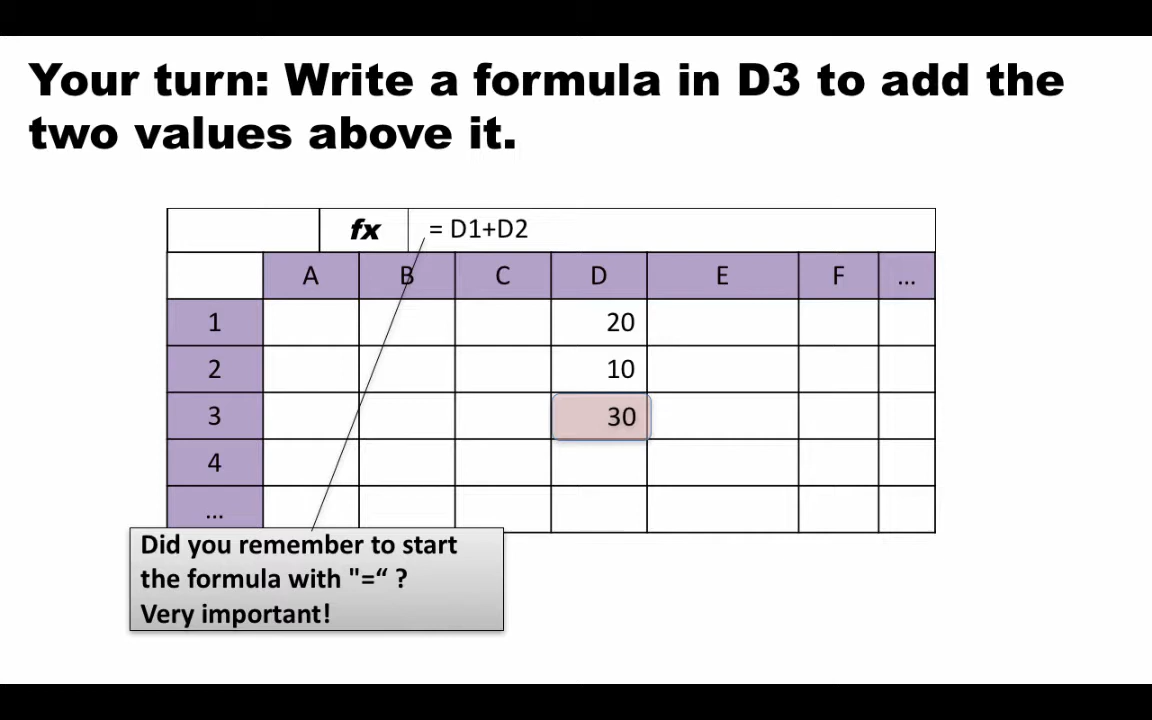 Your turn: Write a formula in D3 to add the
two values above it.
fx = D1+D2
A B C D E F ...
1 20
2 10
3 30
4
...
Did you remember to start
the formula with "=“ ?
Very important!